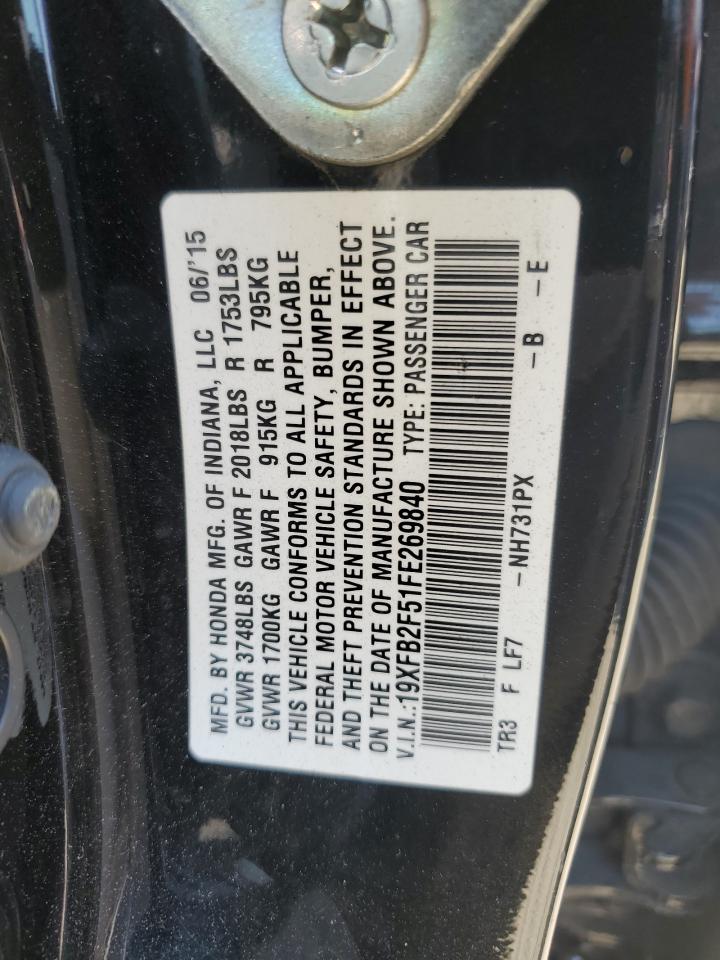 MFD. BY HONDA MFG. OF INDIANA, LLC 06/'15
GVWR 3748LBS GAWR F 2018LBS R 1753LBS
GVWR 1700KG GAWR F 915KG R 795KG
THIS VEHICLE CONFORMS TO ALL APPLICABLE
FEDERAL MOTOR VEHICLE SAFETY, BUMPER,
AND THEFT PREVENTION STANDARDS IN EFFECT
ON THE DATE OF MANUFACTURE SHOWN ABOVE.
V.I.N.:19XFB2F51FE269840 TYPE: PASSENGER CAR
TR3 F LF7 -NH731PX -B -E